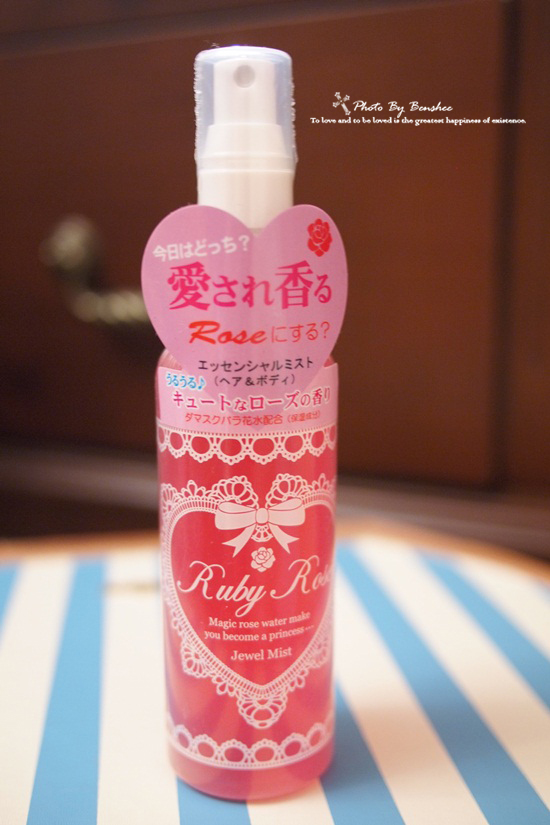 Photo By Benshee
To love and to be loved is the greatest happiness of existence.
今日はどっち？
愛され香る
Roseにする？
エッセンシャルミスト
（ヘア＆ボディ）
うるうる♪
キュートなローズの香り
ダマスクバラ花水配合（保湿成分）
Ruby Rose
Magic rose water make
you become a princess ...
Jewel Mist